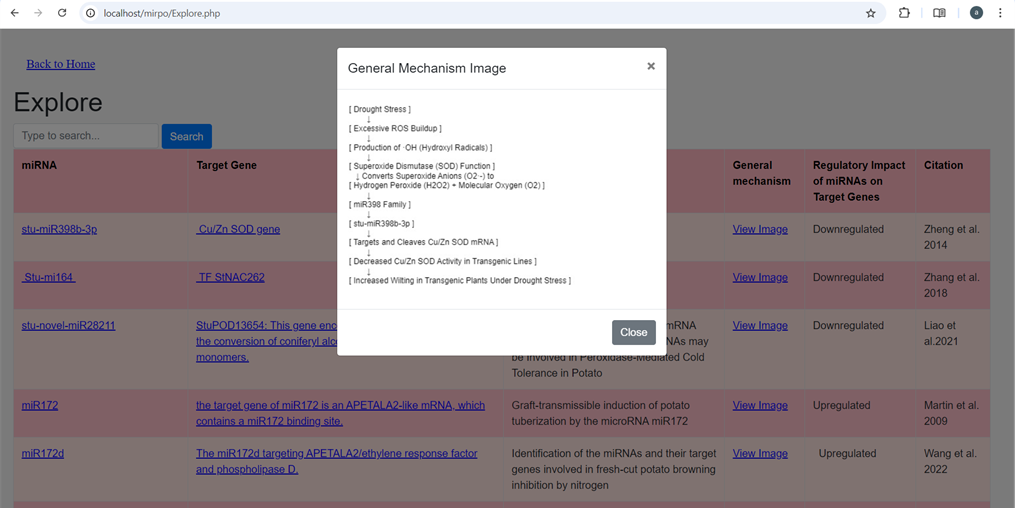 localhost/mirpo/Explore.php
a
Back to Home
Explore
Type to search...
Search
miRNA
Target Gene
General mechanism
Regulatory Impact of miRNAs on Target Genes
Citation
General Mechanism Image
×
[ Drought Stress ]
↓
[ Excessive ROS Buildup ]
↓
[ Production of ·OH (Hydroxyl Radicals) ]
↓
[ Superoxide Dismutase (SOD) Function ]
↓ Converts Superoxide Anions (O2·-) to
[ Hydrogen Peroxide (H2O2) + Molecular Oxygen (O2) ]
↓
[ miR398 Family ]
↓
[ stu-miR398b-3p ]
↓
[ Targets and Cleaves Cu/Zn SOD mRNA ]
↓
[ Decreased Cu/Zn SOD Activity in Transgenic Lines ]
↓
[ Increased Wilting in Transgenic Plants Under Drought Stress ]
Close
stu-miR398b-3p
Cu/Zn SOD gene
View Image
Downregulated
Zheng et al. 2014
Stu-mi164
TF StNAC262
View Image
Downregulated
Zhang et al. 2018
stu-novel-miR28211
StuPOD13654: This gene enc
the conversion of coniferyl alco
monomers.
mRNA
NAs may
be Involved in Peroxidase-Mediated Cold
Tolerance in Potato
View Image
Downregulated
Liao et al.2021
miR172
the target gene of miR172 is an APETALA2-like mRNA, which
contains a miR172 binding site.
Graft-transmissible induction of potato
tuberization by the microRNA miR172
View Image
Upregulated
Martin et al. 2009
miR172d
The miR172d targeting APETALA2/ethylene response factor
and phospholipase D.
Identification of the miRNAs and their target
genes involved in fresh-cut potato browning
inhibition by nitrogen
View Image
Upregulated
Wang et al. 2022